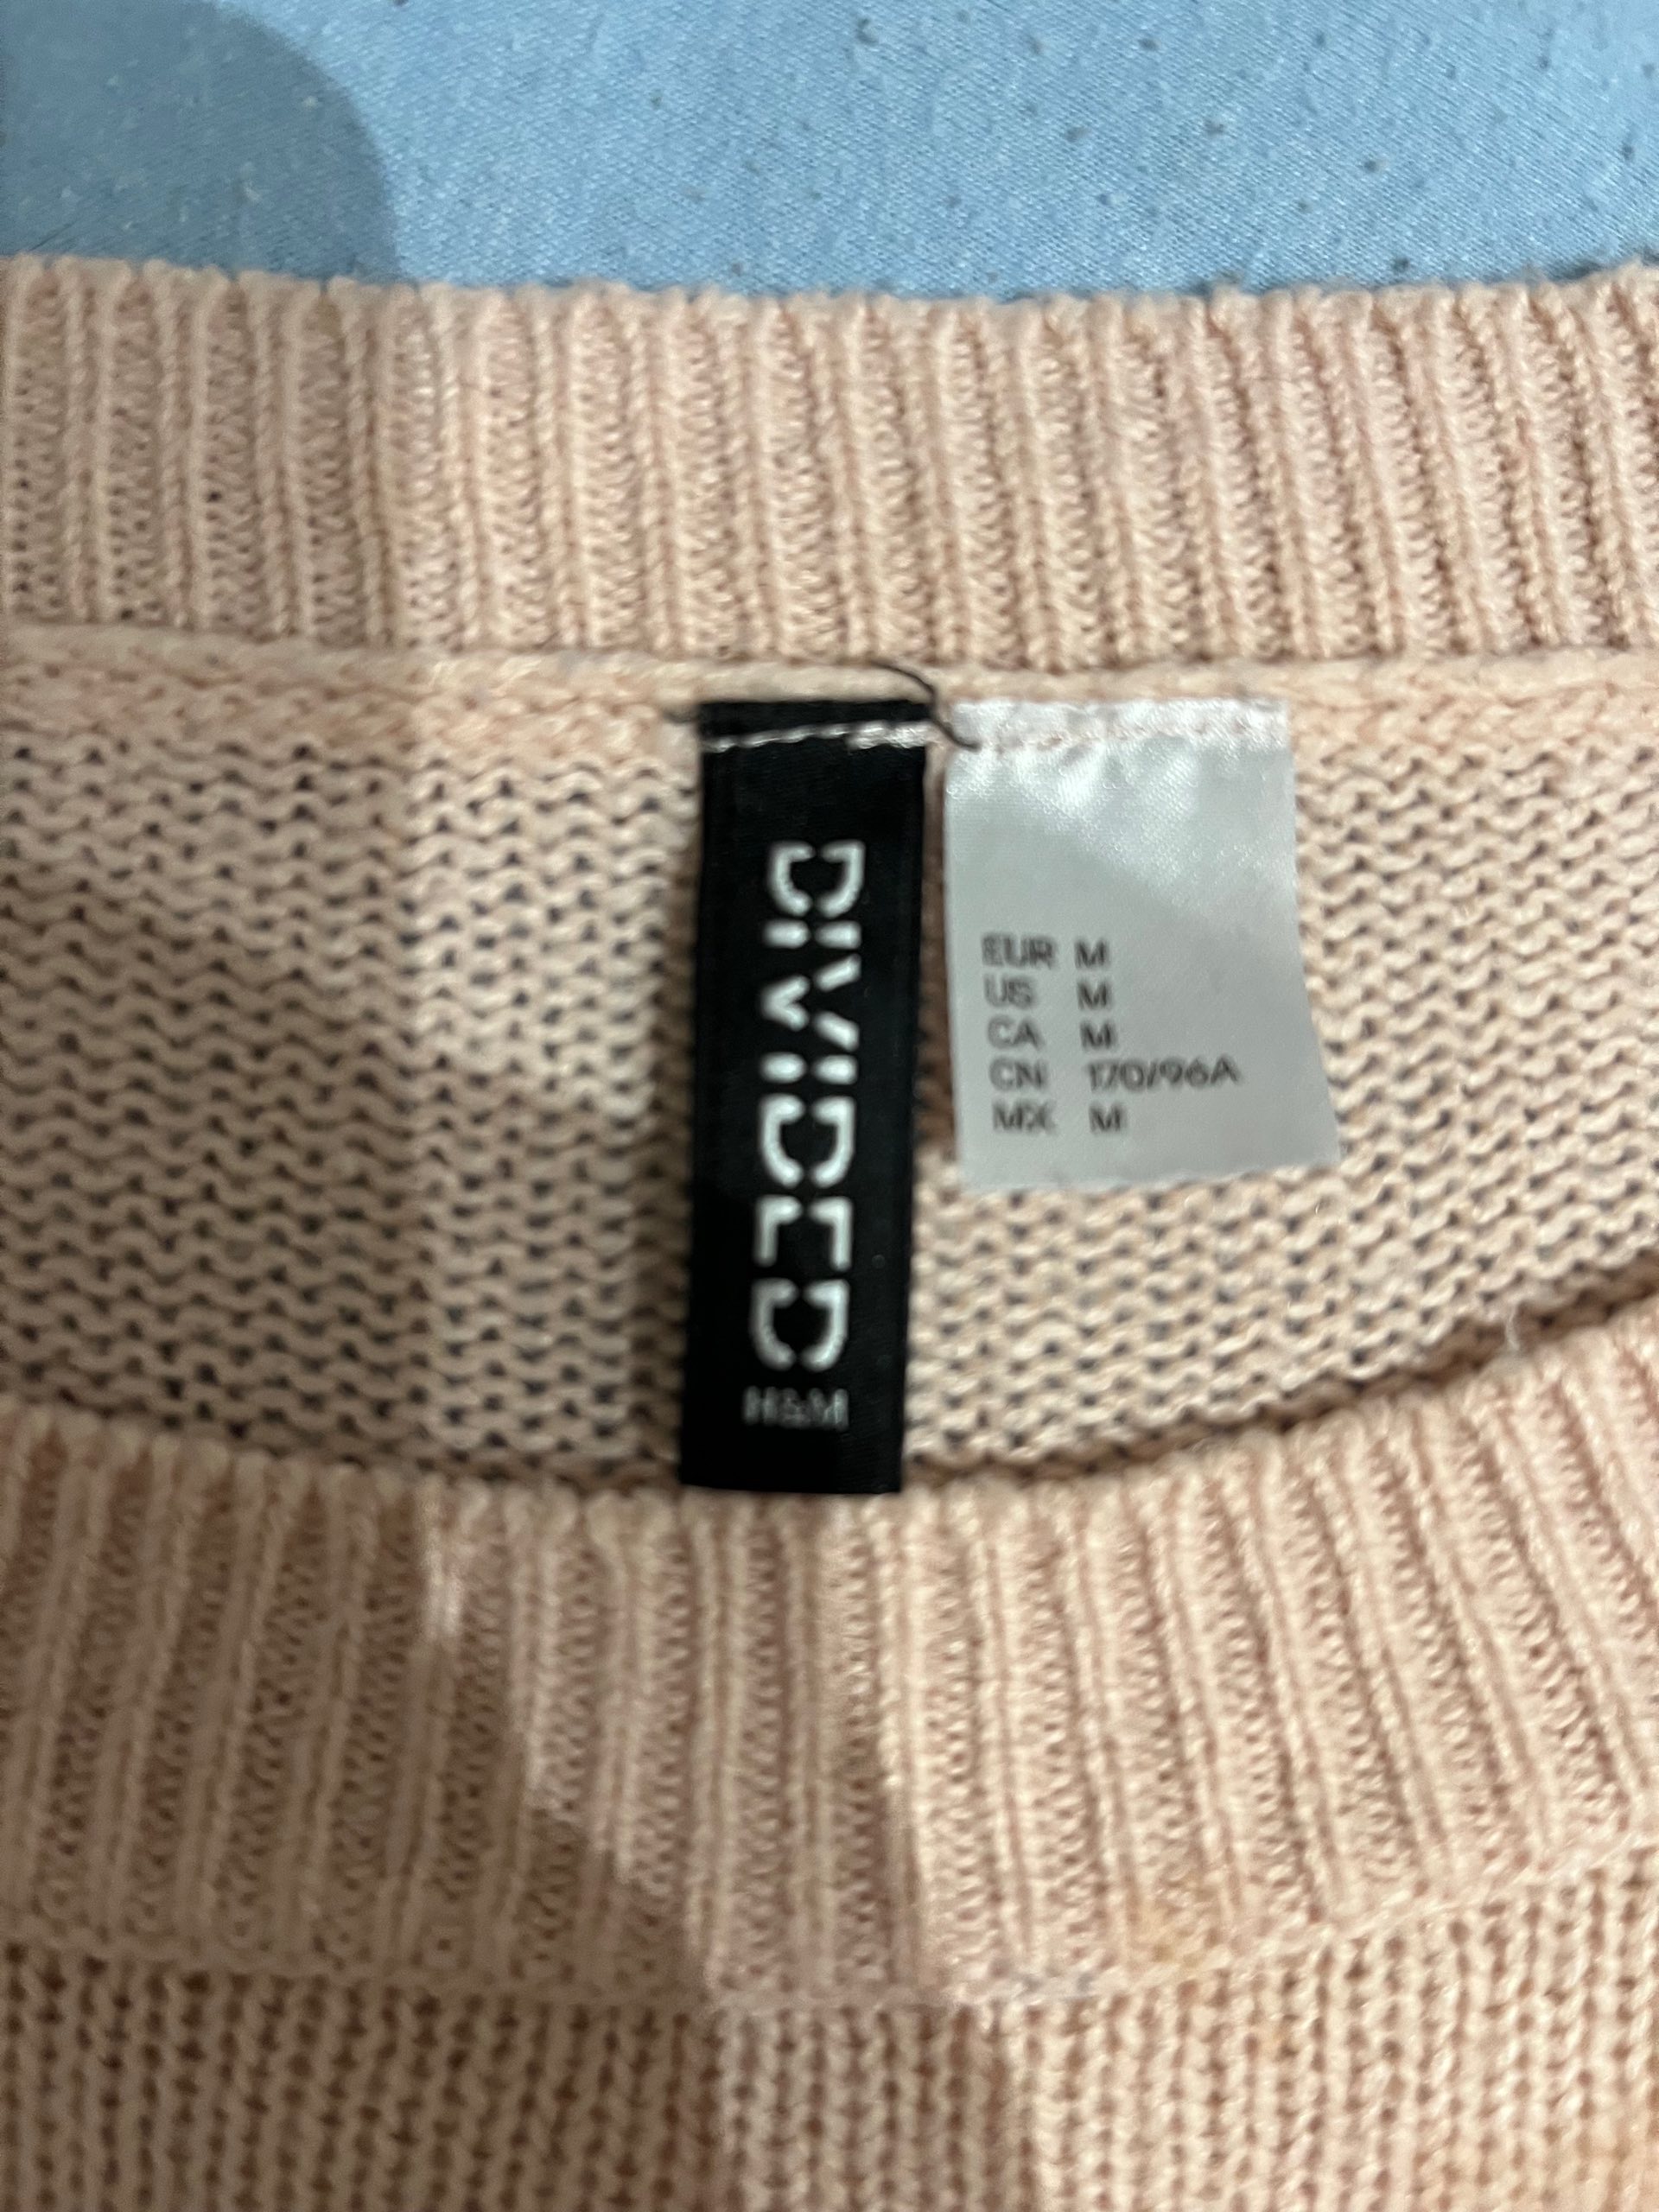 DIVIDED
H&M
EUR M
US M
CA M
CN 170/96A
MX M